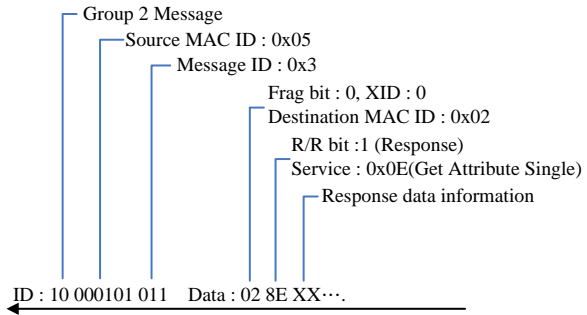 Group 2 Message
Source MAC ID : 0x05
Message ID : 0x3
Frag bit : 0, XID : 0
Destination MAC ID : 0x02
R/R bit :1 (Response)
Service : 0x0E(Get Attribute Single)
Response data information
ID : 10 000101 011 Data : 02 8E XX⋯.